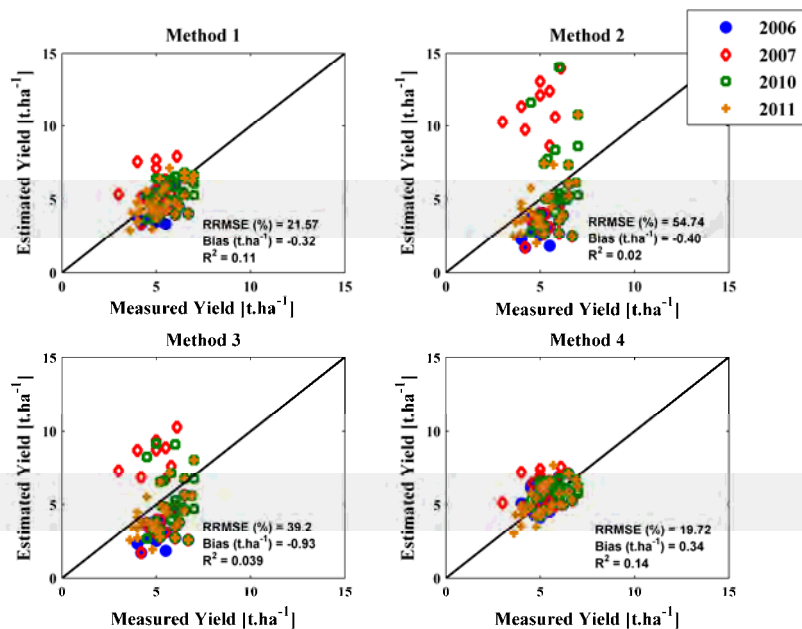 Method 1
Estimated Yield [t.ha-1]
15
10
5
0
0 5 10 15
Measured Yield [t.ha-1]
RRMSE (%) = 21.57
Bias (t.ha-1) = -0.32
R2 = 0.11
Method 2
Estimated Yield [t.ha-1]
15
10
5
0
0 5 10 15
Measured Yield [t.ha-1]
RRMSE (%) = 54.74
Bias (t.ha-1) = -0.40
R2 = 0.02
2006
2007
2010
2011
Method 3
Estimated Yield [t.ha-1]
15
10
5
0
0 5 10 15
Measured Yield [t.ha-1]
RRMSE (%) = 39.2
Bias (t.ha-1) = -0.93
R2 = 0.039
Method 4
Estimated Yield [t.ha-1]
15
10
5
0
0 5 10 15
Measured Yield [t.ha-1]
RRMSE (%) = 19.72
Bias (t.ha-1) = 0.34
R2 = 0.14